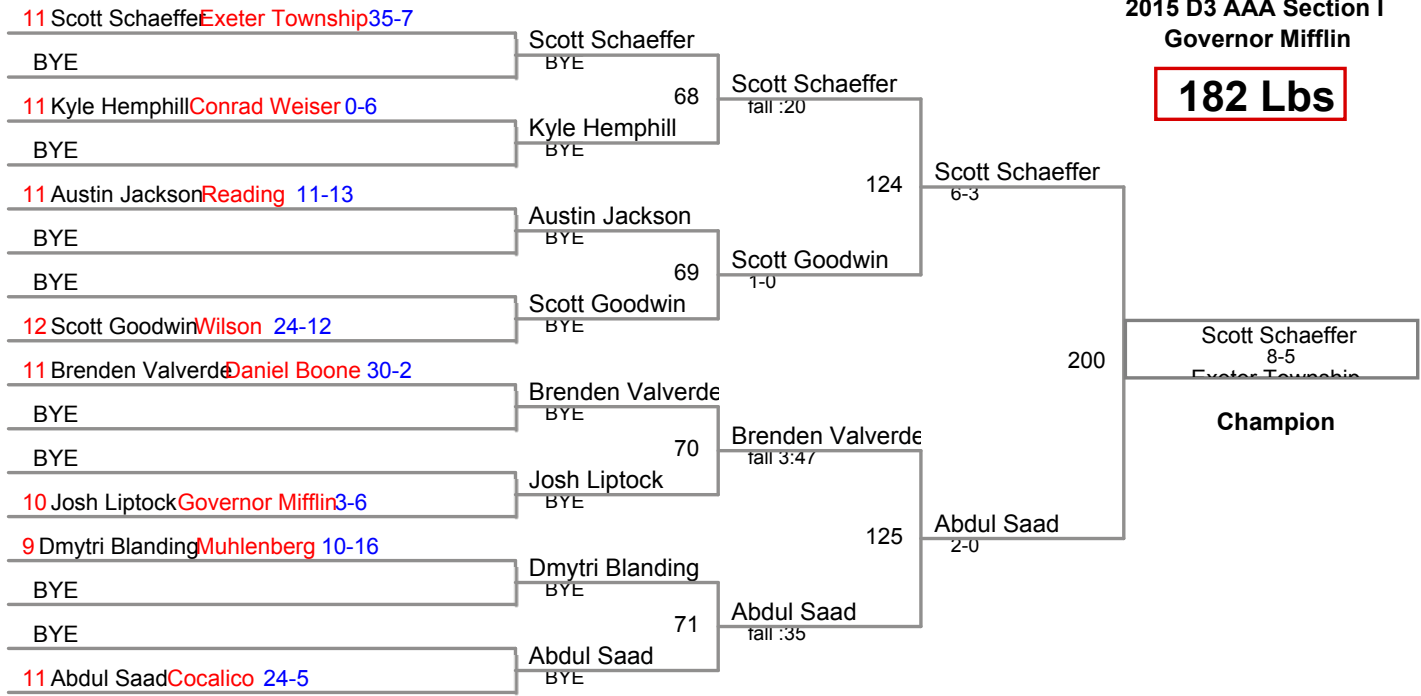 2015 D3 AAA Section I
Governor Mifflin
182 Lbs
11 Scott Schaeffer Exeter Township 35-7
BYE
11 Kyle Hemphill Conrad Weiser 0-6
BYE
11 Austin Jackson Reading 11-13
BYE
BYE
12 Scott Goodwin Wilson 24-12
11 Brenden Valverde Daniel Boone 30-2
BYE
BYE
10 Josh Liptock Governor Mifflin 3-6
9 Dmytri Blanding Muhlenberg 10-16
BYE
BYE
11 Abdul Saad Cocalico 24-5
Scott Schaeffer
BYE
68
Kyle Hemphill
BYE
Austin Jackson
BYE
69
Scott Goodwin
BYE
Brenden Valverde
BYE
70
Josh Liptock
BYE
Dmytri Blanding
BYE
71
Abdul Saad
BYE
Scott Schaeffer
fall :20
124
Scott Goodwin
1-0
Brenden Valverde
fall 3:47
125
Abdul Saad
fall :35
Scott Schaeffer
6-3
200
Abdul Saad
2-0
Scott Schaeffer
8-5
Exeter Township
Champion